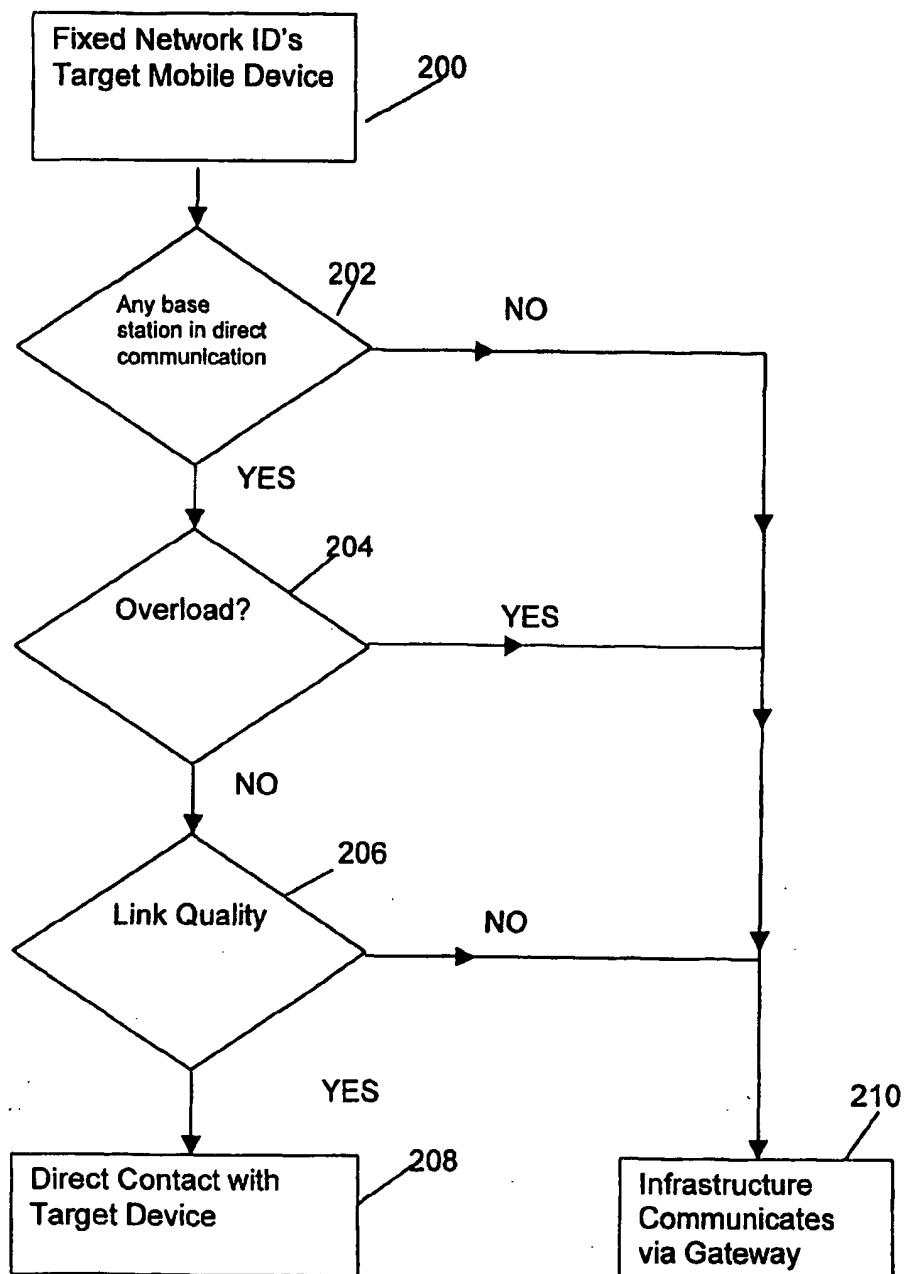 Fixed Network ID's
Target Mobile Device
200
202
Any base
station in direct
communication
NO
YES
204
Overload?
YES
NO
206
Link Quality
NO
YES
210
208
Direct Contact with
Target Device
Infrastructure
Communicates
via Gateway